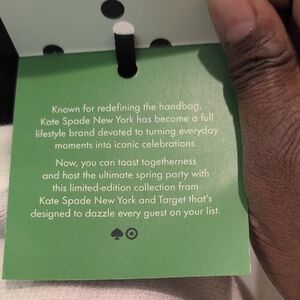 Known for redefining the handbag,
Kate Spade New York has become a full
lifestyle brand devoted to turning everyday
moments into iconic celebrations.
Now, you can toast togetherness
and host the ultimate spring party with
this limited-edition collection from
Kate Spade New York and Target that's
designed to dazzle every guest on your list.